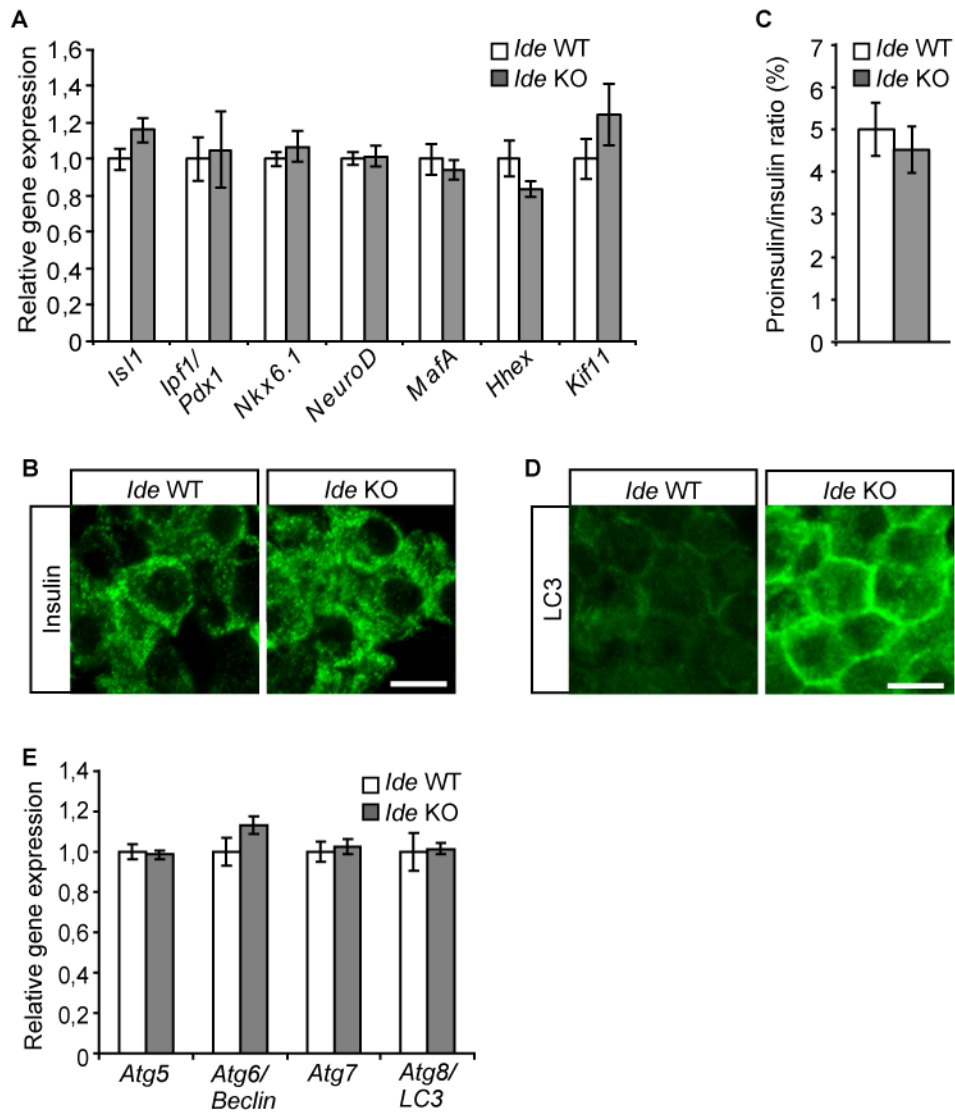 A
Relative gene expression
1,6
1,4
1,2
1,0
0,8
0,6
0,4
0,2
0
Ide WT
Ide KO
Isl1
Ipf1/
Pdx1
Nkx6.1
NeuroD
MafA
Hhex
Kif11
C
Proinsulin/insulin ratio (%)
7
6
5
4
3
2
1
0
Ide WT
Ide KO
B
Ide WT
Ide KO
Insulin
D
Ide WT
Ide KO
LC3
E
Relative gene expression
1,4
1,2
1,0
0,8
0,6
0,4
0,2
0
Ide WT
Ide KO
Atg5
Atg6/
Beclin
Atg7
Atg8/
LC3